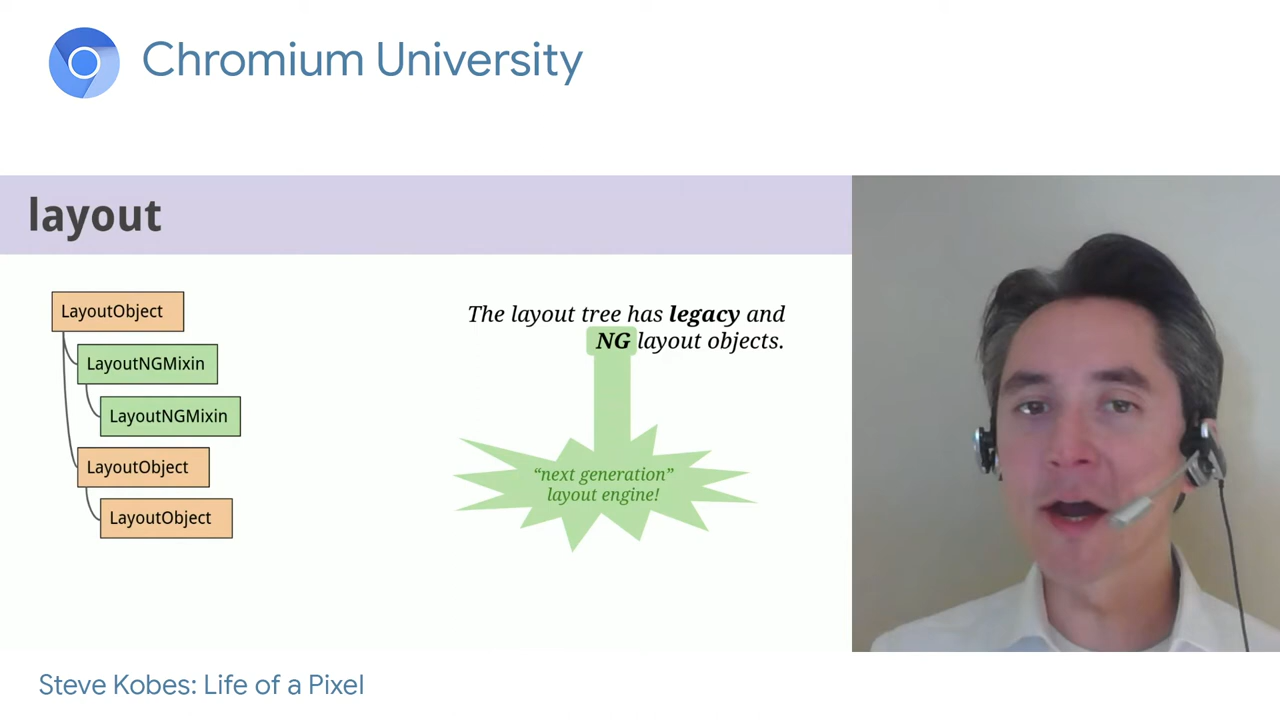 Chromium University
layout
LayoutObject
LayoutNGMixin
LayoutNGMixin
LayoutObject
LayoutObject
The layout tree has legacy and
NG layout objects.
“next generation”
layout engine!
Steve Kobes: Life of a Pixel